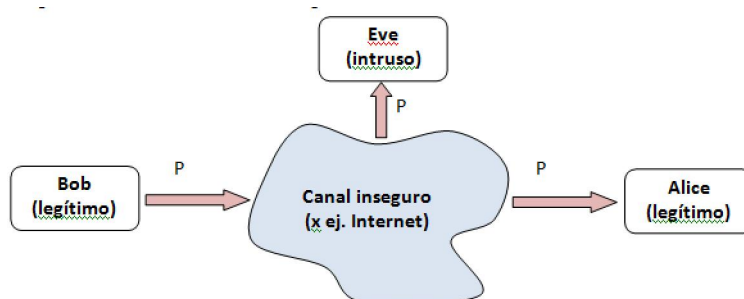 Eve
(intruso)
P
P
P
Bob
(legítimo)
Canal inseguro
(x ej. Internet)
Alice
(legítimo)